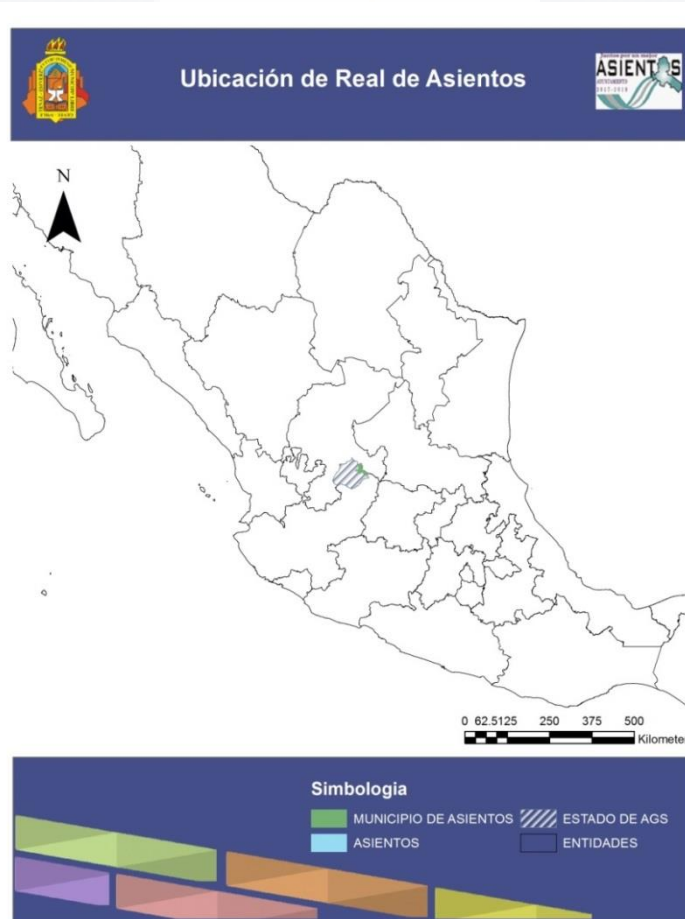 Ubicación de Real de Asientos
ASIENTOS
AYUNTAMIENTO
N
0 62.5125 250 375 500
Kilomete
Simbologia
MUNICIPIO DE ASIENTOS
ESTADO DE AGS
ASIENTOS
ENTIDADES